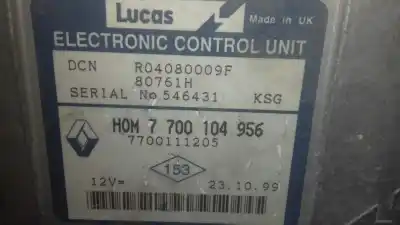 Lucas
Made in UK
ELECTRONIC CONTROL UNIT
DCN R04080009F
80761H
SERIAL No 546431 KSG
HOM 7 700 104 956
7700111205
153
12V= 23.10.99